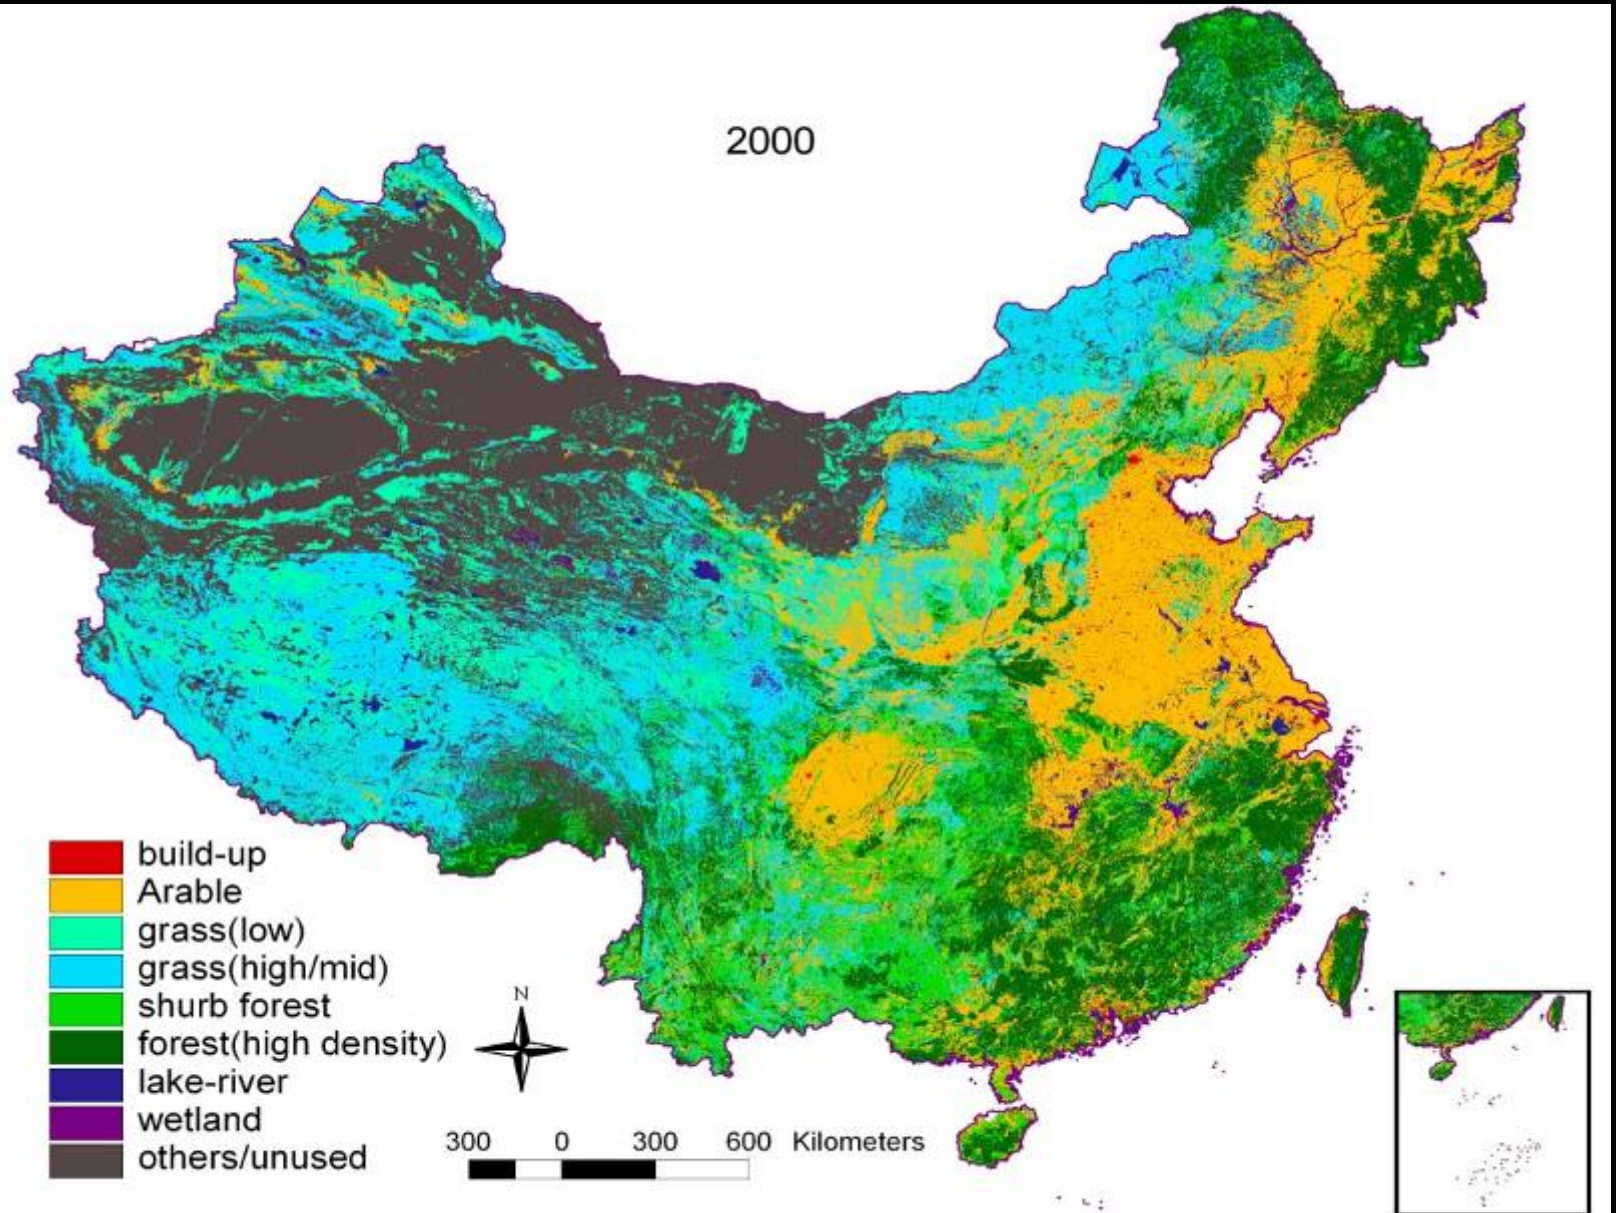 2000
build-up
Arable
grass(low)
grass(high/mid)
shurb forest
forest(high density)
lake-river
wetland
others/unused
N
300 0 300 600 Kilometers